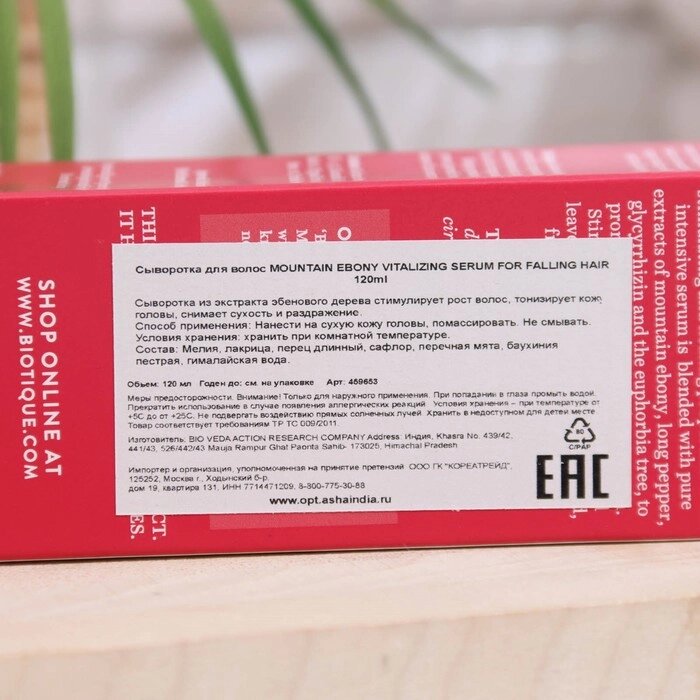 SHOP ONLINE AT
WWW.BIOTIQUE.COM
Сыворотка для волос MOUNTAIN EBONY VITALIZING SERUM FOR FALLING HAIR
120ml
Сыворотка из экстракта эбенового дерева стимулирует рост волос, тонизирует кожу
головы, снимает сухость и раздражение.
Способ применения: Нанести на сухую кожу головы, помассировать. Не смывать.
Условия хранения: хранить при комнатной температуре.
Состав: Мелия, лакрица, перец длинный, сафлор, перечная мята, баухиния
пестрая, гималайская вода.
Объем: 120 мл Годен до: см. на упаковке Арт: 459653
Меры предосторожности. Внимание! Только для наружного применения. При попадании в глаза промыть водой.
Прекратить использование в случае появления аллергических реакций. Условия хранения – при температуре от
+5С до от +25С. Не подвергать воздействию прямых солнечных лучей. Хранить в недоступном для детей месте
Товар соответствует требованиям ТР ТС 009/2011.
Изготовитель: BIO VEDA ACTION RESEARCH COMPANY.Address: Индия, Khasra No. 439/42,
441/43, 526/442/43 Mauja Rampur Ghat Paonta Sahib- 173025, Himachal Pradesh.
Импортер и организация, уполномоченная на принятие претензий ООО ГК "КОРЕАТРЕЙД",
125252, Москва г., Ходынский б-р,
дом 19, квартира 131, ИНН 7714471209, 8-800-775-30-88
www.opt.ashaindia.ru
80
C/PAP
EAC
intensive serum is blended with pure
extracts of mountain ebony, long pepper,
glycyrrhizin and the euphorbia tree, to